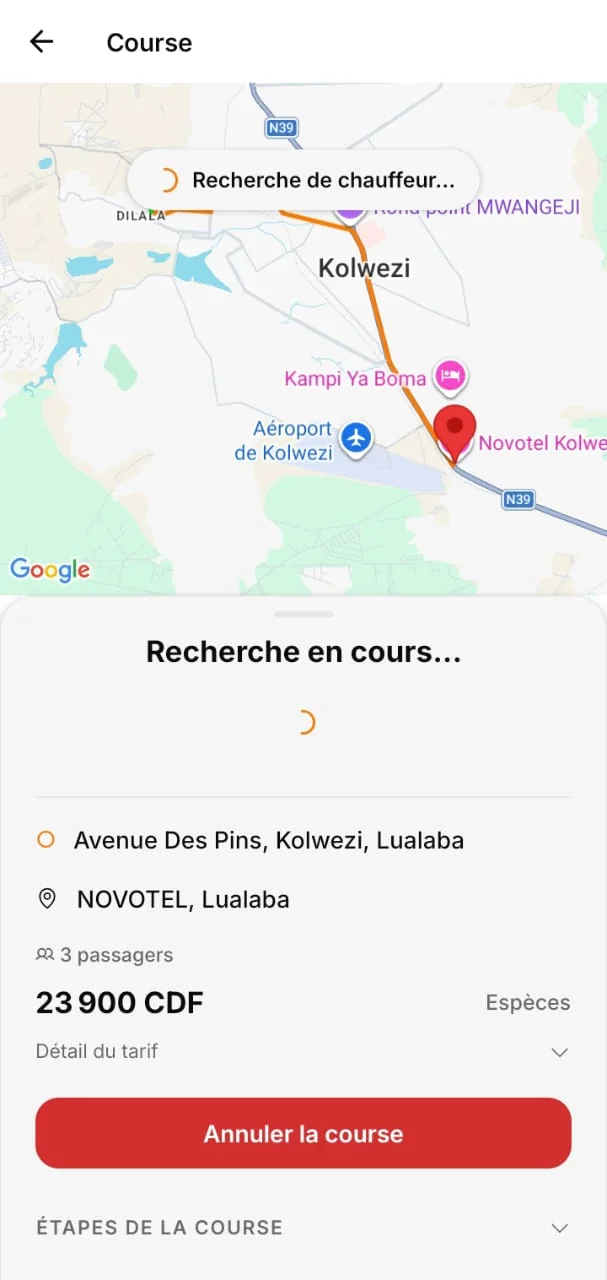 Course
N39
Recherche de chauffeur...
DILALA
Rond point MWANGEJI
Kolwezi
Kampi Ya Boma
Aéroport
de Kolwezi
Novotel Kolwe
N39
Google
Recherche en cours...
Avenue Des Pins, Kolwezi, Lualaba
NOVOTEL, Lualaba
3 passagers
23 900 CDF
Espèces
Détail du tarif
Annuler la course
ÉTAPES DE LA COURSE